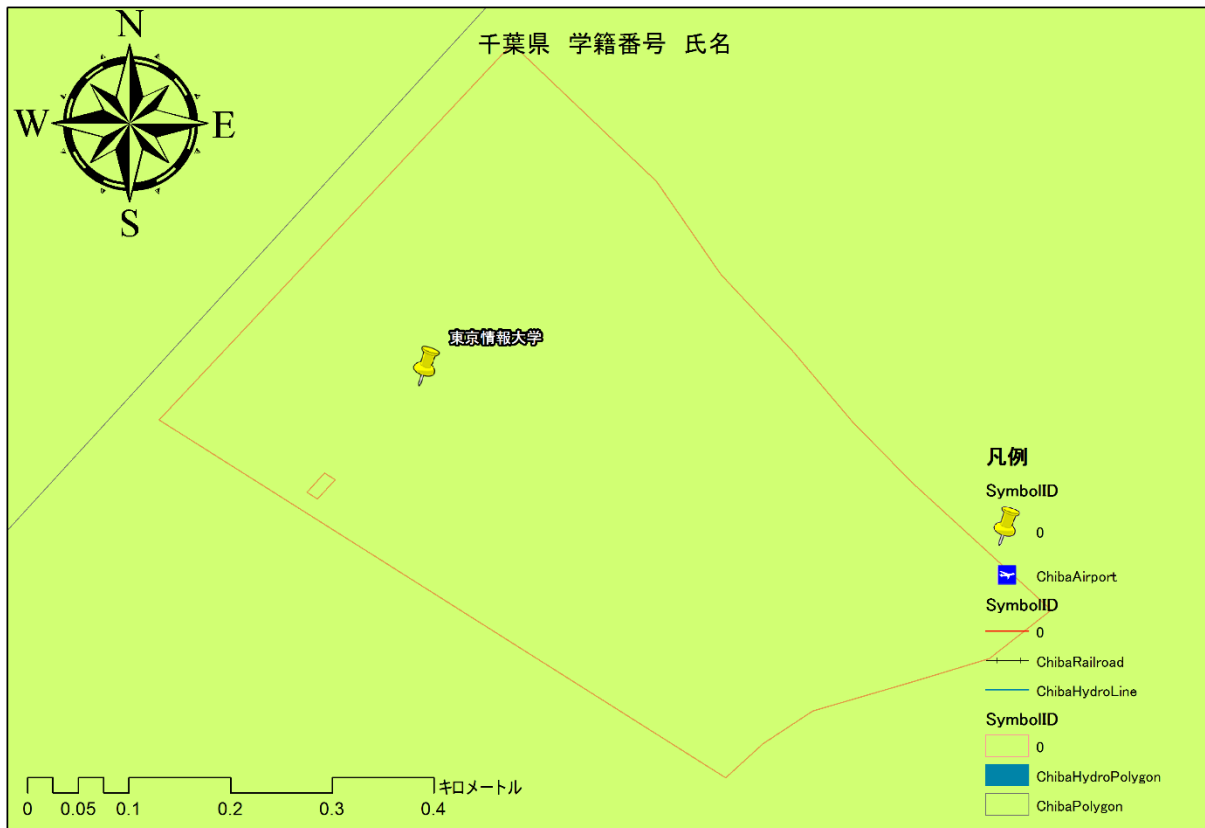 N
千葉県 学籍番号 氏名
W
E
S
東京情報大学
凡例
SymbolID
0
ChibaAirport
SymbolID
0
ChibaRailroad
ChibaHydroLine
SymbolID
0
ChibaHydroPolygon
ChibaPolygon
キロメートル
0 0.05 0.1 0.2 0.3 0.4